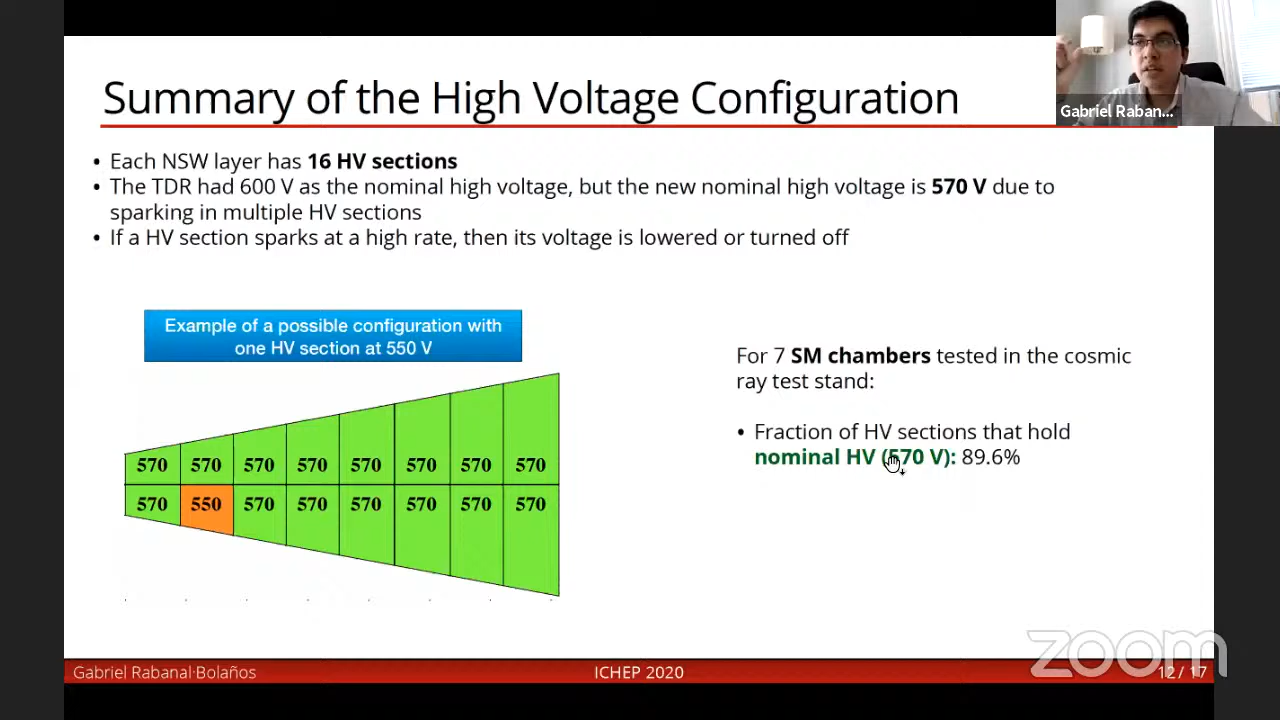 Summary of the High Voltage Configuration
Gabriel Raban...
• Each NSW layer has 16 HV sections
• The TDR had 600 V as the nominal high voltage, but the new nominal high voltage is 570 V due to
sparking in multiple HV sections
• If a HV section sparks at a high rate, then its voltage is lowered or turned off
Example of a possible configuration with
one HV section at 550 V
570 570 570 570 570 570 570 570
570 550 570 570 570 570 570 570
For 7 SM chambers tested in the cosmic
ray test stand:
• Fraction of HV sections that hold
nominal HV (570 V): 89.6%
zoom
Gabriel Rabanal·Bolaños
ICHEP 2020
12 / 17